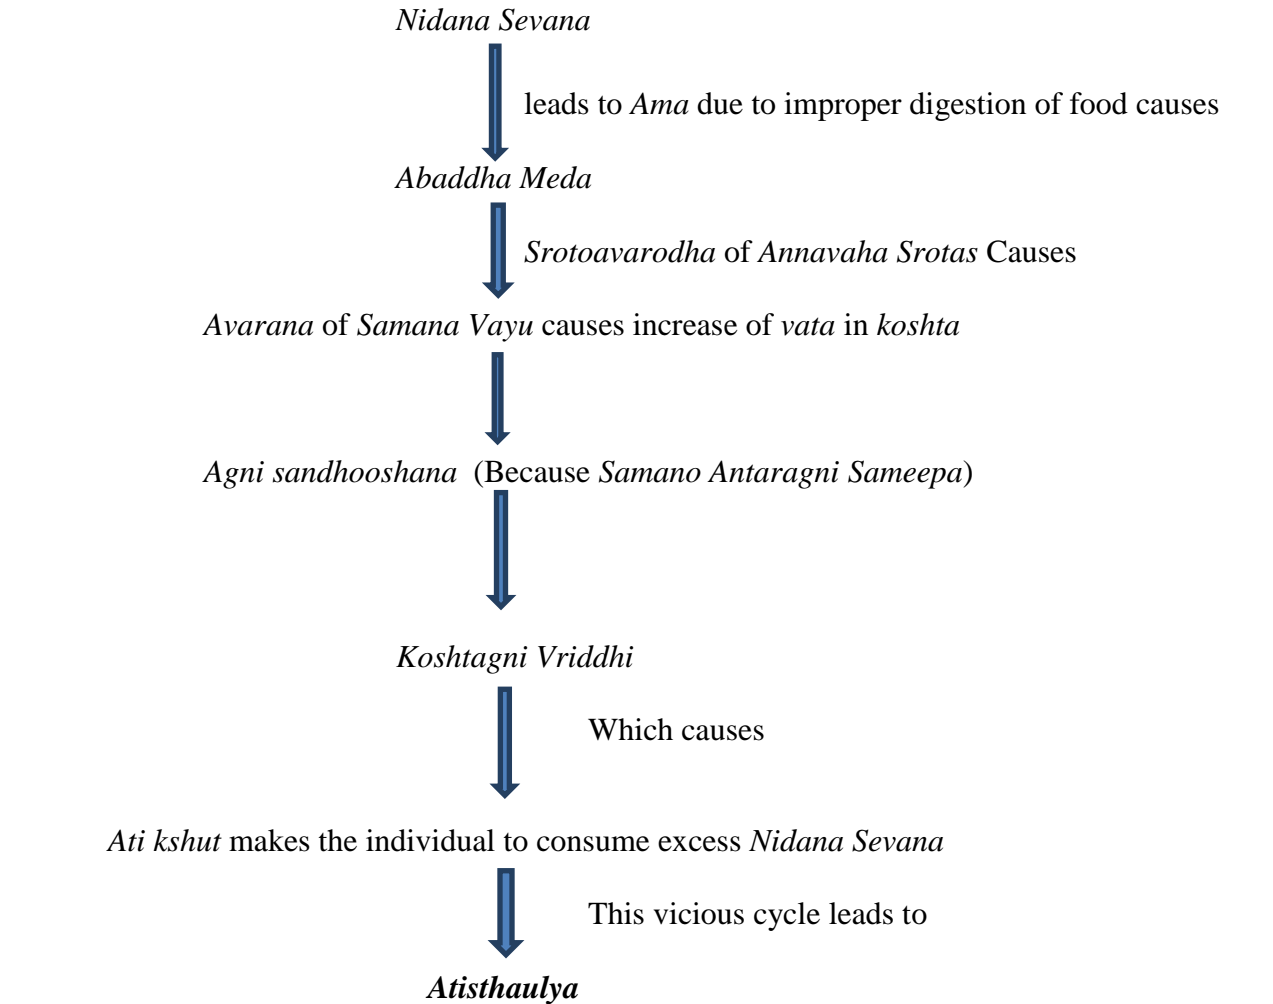 Nidana Sevana
leads to Ama due to improper digestion of food causes
Abaddha Meda
Srotoavarodha of Annavaha Srotas Causes
Avarana of Samana Vayu causes increase of vata in koshta
Agni sandhooshana (Because Samano Antaragni Sameepa)
Koshtagni Vriddhi
Which causes
Ati kshut makes the individual to consume excess Nidana Sevana
This vicious cycle leads to
Atisthaulya